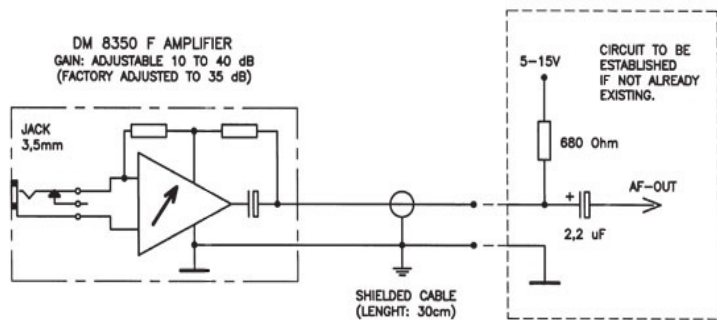 DM 8350 F AMPLIFIER
GAIN: ADJUSTABLE 10 TO 40 dB
(FACTORY ADJUSTED TO 35 dB)
JACK
3,5mm
SHIELDED CABLE
(LENGHT: 30cm)
CIRCUIT TO BE
ESTABLISHED
IF NOT ALREADY
EXISTING.
5-15V
680 Ohm
AF-OUT
+
2,2 uF